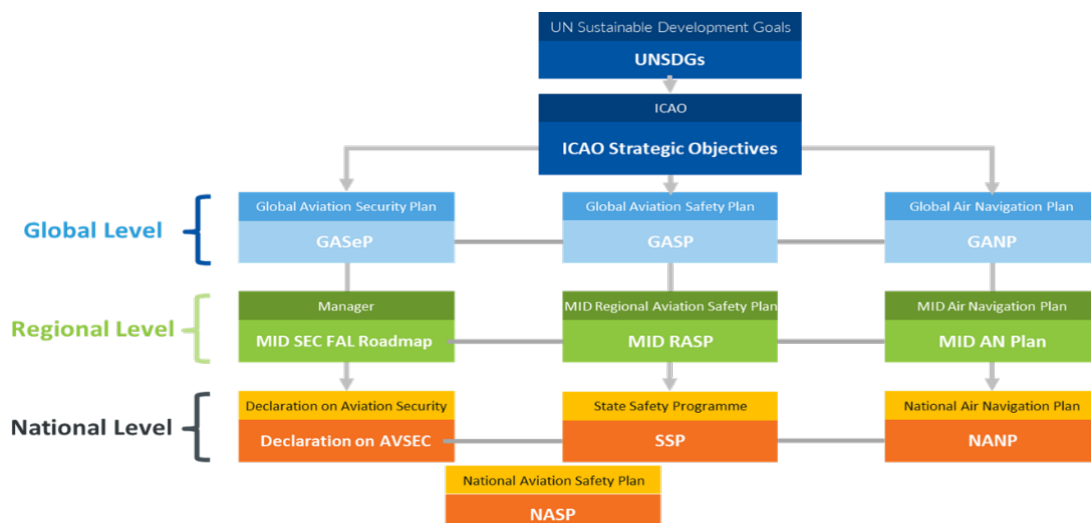 UN Sustainable Development Goals
UNSDGs
ICAO
ICAO Strategic Objectives
Global Level
Global Aviation Security Plan
GASeP
Global Aviation Safety Plan
GASP
Global Air Navigation Plan
GANP
Regional Level
Manager
MID SEC FAL Roadmap
MID Regional Aviation Safety Plan
MID RASP
MID Air Navigation Plan
MID AN Plan
National Level
Declaration on Aviation Security
Declaration on AVSEC
State Safety Programme
SSP
National Air Navigation Plan
NANP
National Aviation Safety Plan
NASP